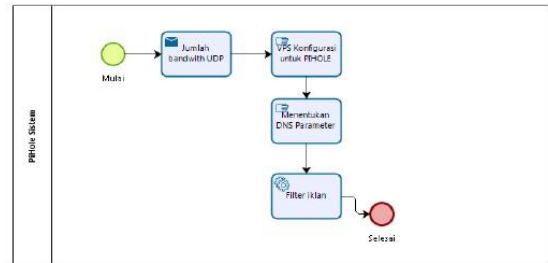 PiHole Sistem
Mulai
Jumlah
bandwith UDP
VPS Konfigurasi
untuk PIHOLE
Menentukan
DNS Parameter
Filter Iklan
Selesai